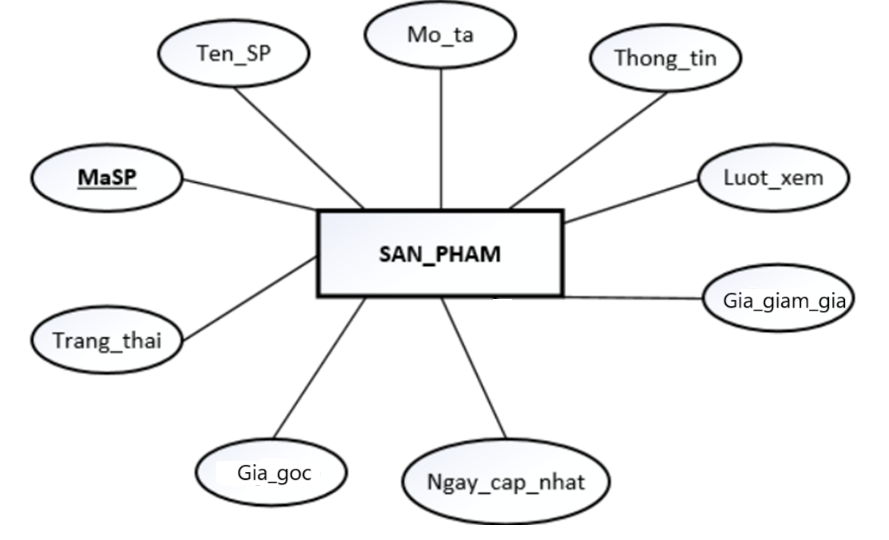 Mo_ta
Ten_SP
Thong_tin
MaSP
Luot_xem
SAN_PHAM
Gia_giam_gia
Trang_thai
Gia_goc
Ngay_cap_nhat